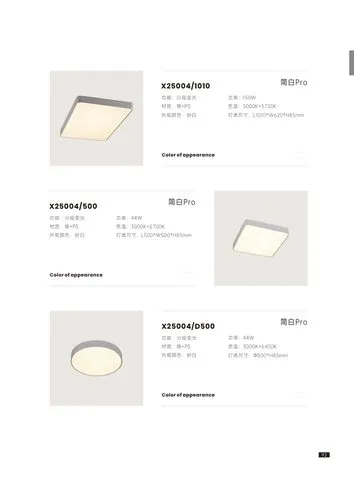 简白Pro
X25004/1010
功能：分段变光 功率：150W
材质：铁+PS 色温：3000K+5700K
外观颜色：砂白 灯体尺寸：L1010*W620*H85mm
Color of appearance
简白Pro
X25004/500
功能：分段变光 功率：44W
材质：铁+PS 色温：3000K+5700K
外观颜色：砂白 灯体尺寸：L500*W500*H85mm
Color of appearance
简白Pro
X25004/D500
功能：分段变光 功率：44W
材质：铁+PS 色温：3000K+6400K
外观颜色：砂白 灯体尺寸：Φ500*H85mm
Color of appearance
92